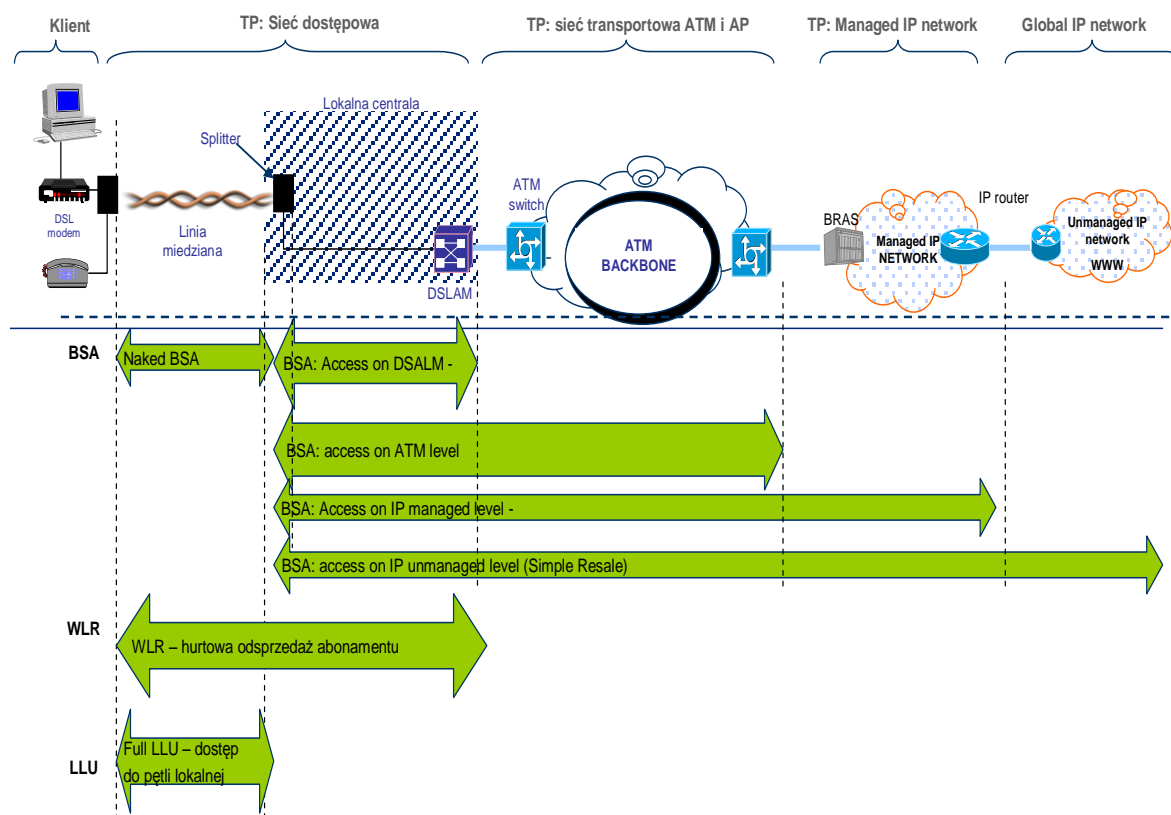 Klient
TP: Sieć dostępowa
TP: sieć transportowa ATM i AP
TP: Managed IP network
Global IP network
Lokalna centrala
Splitter
DSL
modem
Linia
miedziana
DSLAM
ATM
switch
ATM
BACKBONE
BRAS
Managed IP
NETWORK
IP router
Unmanaged IP
network
WWW
BSA
Naked BSA
BSA: Access on DSALM -
BSA: access on ATM level
BSA: Access on IP managed level -
BSA: access on IP unmanaged level (Simple Resale)
WLR
WLR – hurtowa odsprzedaż abonamentu
LLU
Full LLU – dostęp
do pętli lokalnej